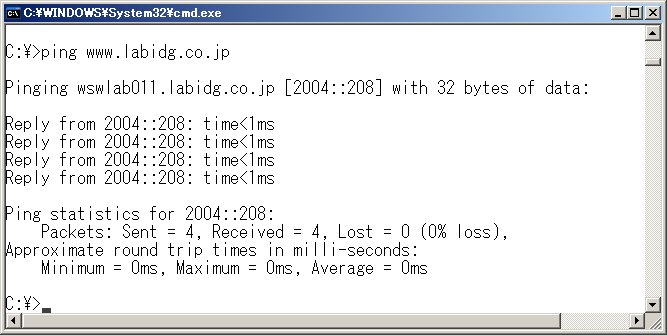 C:¥WINDOWS¥System32¥cmd.exe
C:¥>ping www.labidg.co.jp
Pinging wswlab011.labidg.co.jp [2004::208] with 32 bytes of data:
Reply from 2004::208: time<1ms
Reply from 2004::208: time<1ms
Reply from 2004::208: time<1ms
Reply from 2004::208: time<1ms
Ping statistics for 2004::208:
    Packets: Sent = 4, Received = 4, Lost = 0 (0% loss),
Approximate round trip times in milli-seconds:
    Minimum = 0ms, Maximum = 0ms, Average = 0ms
C:¥>